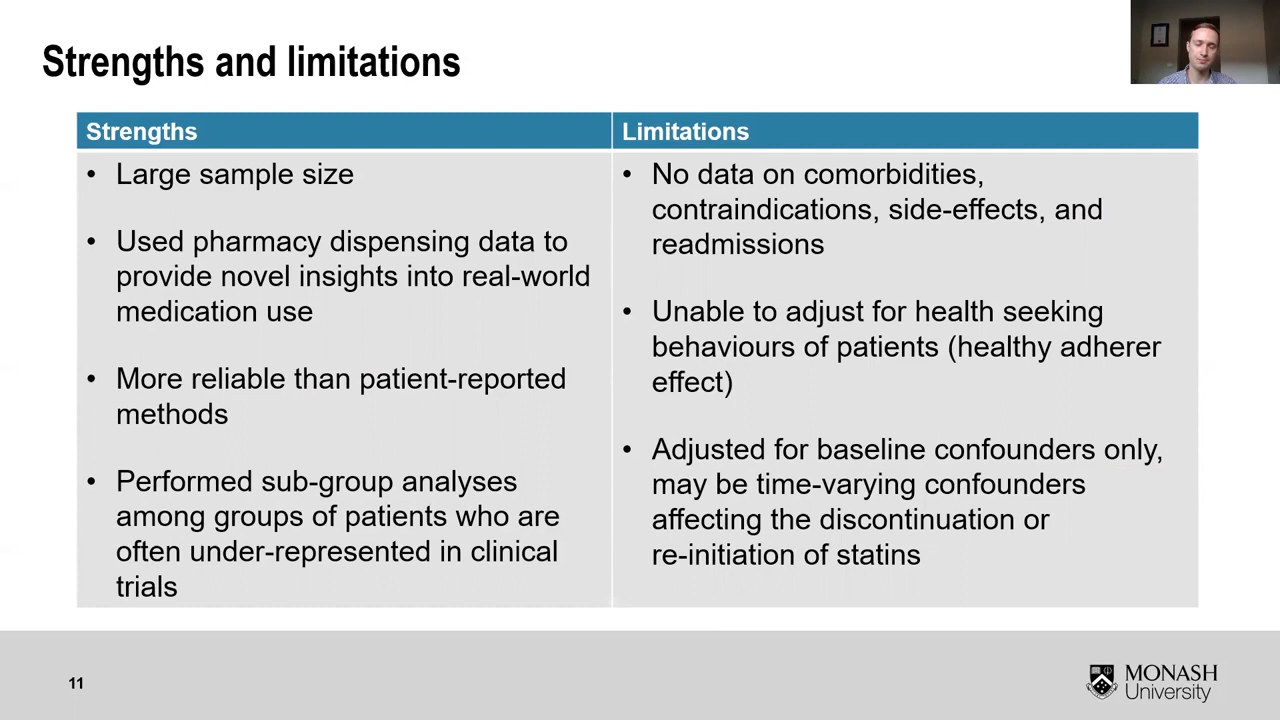 Strengths and limitations
Strengths
• Large sample size
• Used pharmacy dispensing data to
provide novel insights into real-world
medication use
• More reliable than patient-reported
methods
• Performed sub-group analyses
among groups of patients who are
often under-represented in clinical
trials
Limitations
• No data on comorbidities,
contraindications, side-effects, and
readmissions
• Unable to adjust for health seeking
behaviours of patients (healthy adherer
effect)
• Adjusted for baseline confounders only,
may be time-varying confounders
affecting the discontinuation or
re-initiation of statins
11
MONASH
University